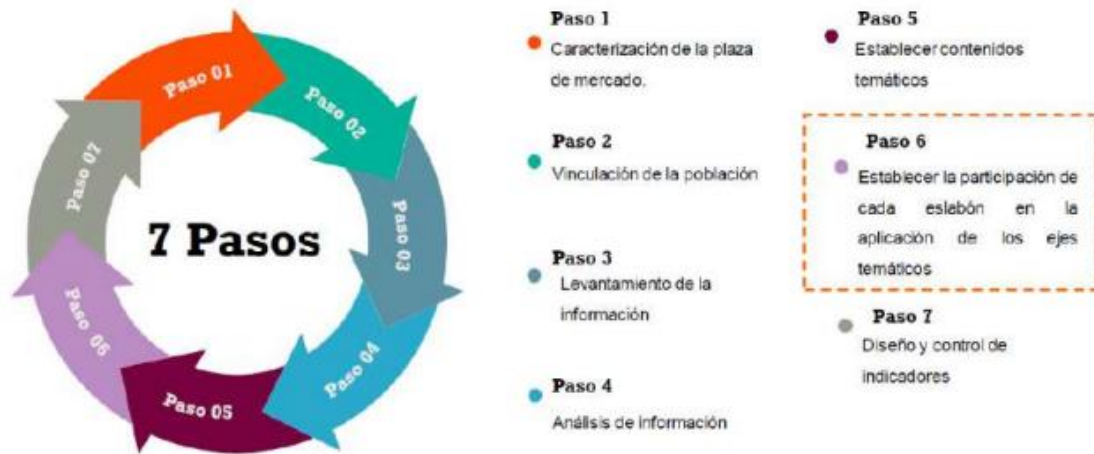 Paso 01
Paso 02
Paso 03
Paso 04
Paso 05
Paso 06
Paso 07
7 Pasos
Paso 1
Caracterización de la plaza
de mercado.
Paso 2
Vinculación de la población
Paso 3
Levantamiento de la
información
Paso 4
Análisis de información
Paso 5
Establecer contenidos
temáticos
Paso 6
Establecer la participación de
cada eslabón en la
aplicación de los ejes
temáticos
Paso 7
Diseño y control de
indicadores